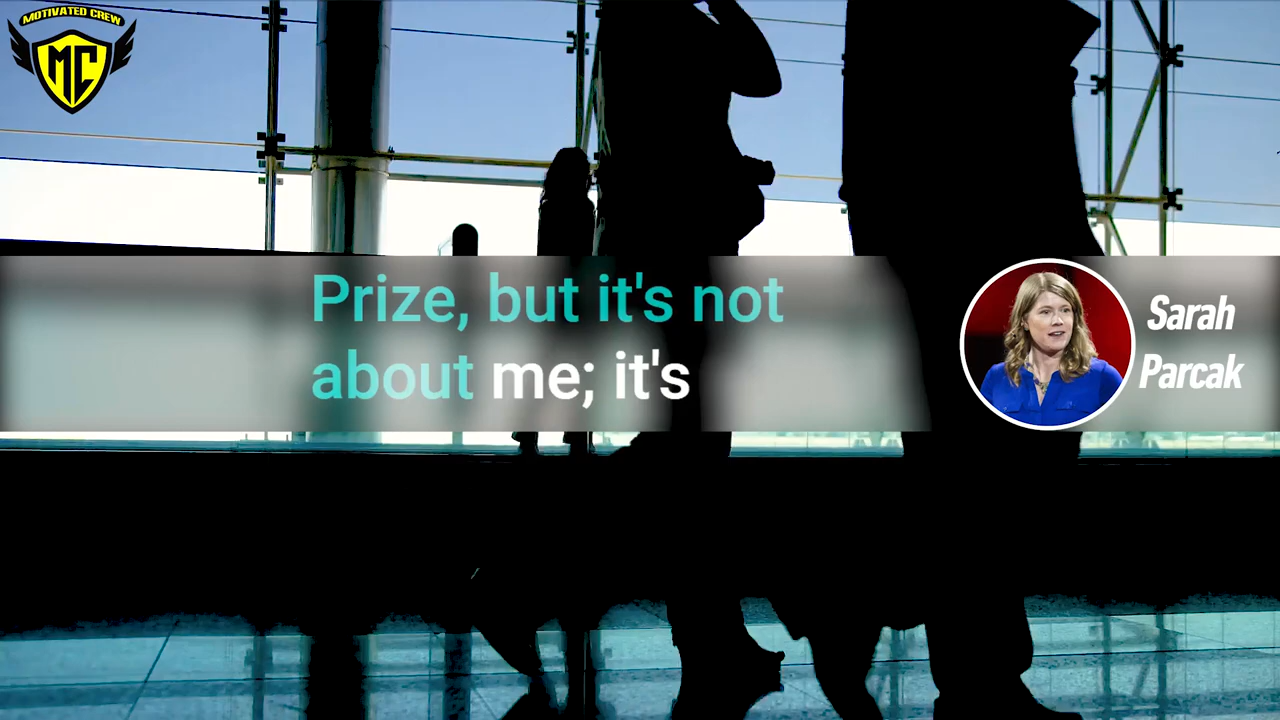 MOTIVATED CREW
MC
Prize, but it's not
about me; it's
Sarah
Parcak